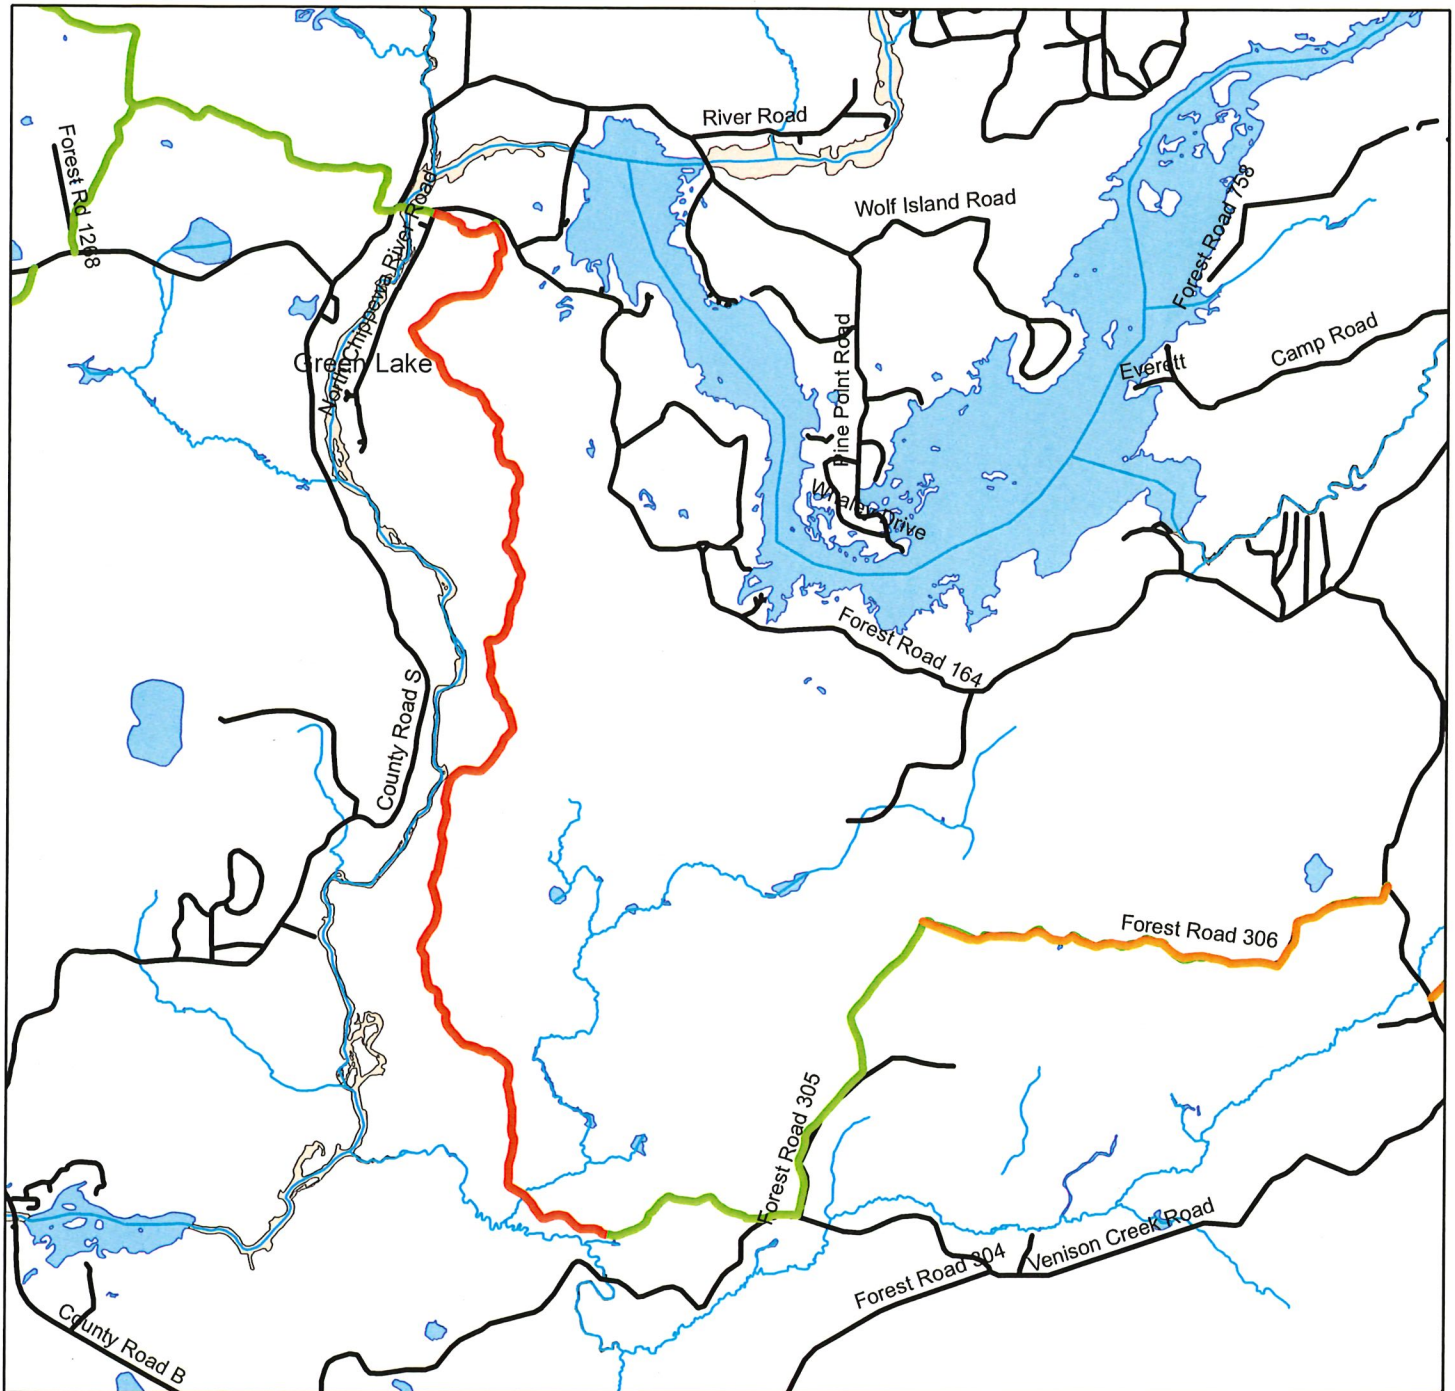 River Road
Forest Rd 1268
Wolf Island Road
Forest Road 758
North Chippewa River Road
Green Lake
Pine Point Road
Everett
Camp Road
Whaley Drive
Forest Road 164
County Road S
Forest Road 306
Forest Road 305
Forest Road 304
Venison Creek Road
County Road B